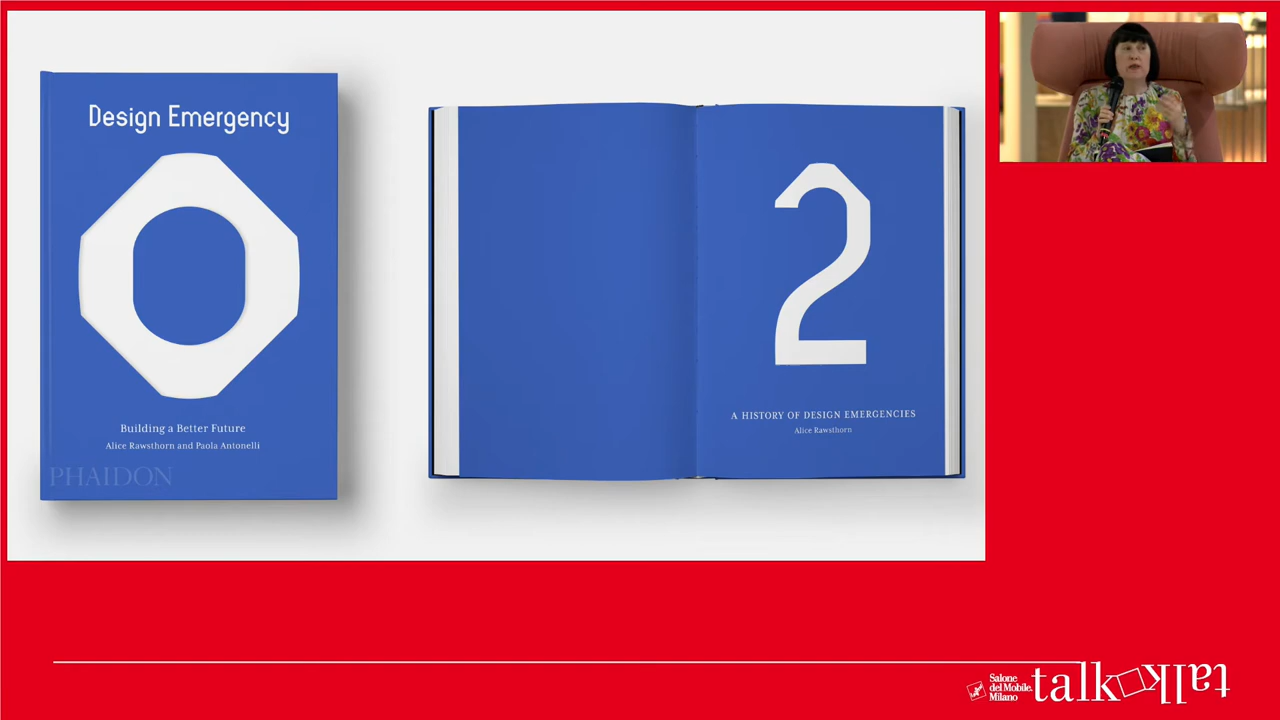 Design Emergency
Building a Better Future
Alice Rawsthorn and Paola Antonelli
PHAIDON
2
A HISTORY OF DESIGN EMERGENCIES
Alice Rawsthorn
Salone
del Mobile.
Milano
talk talk